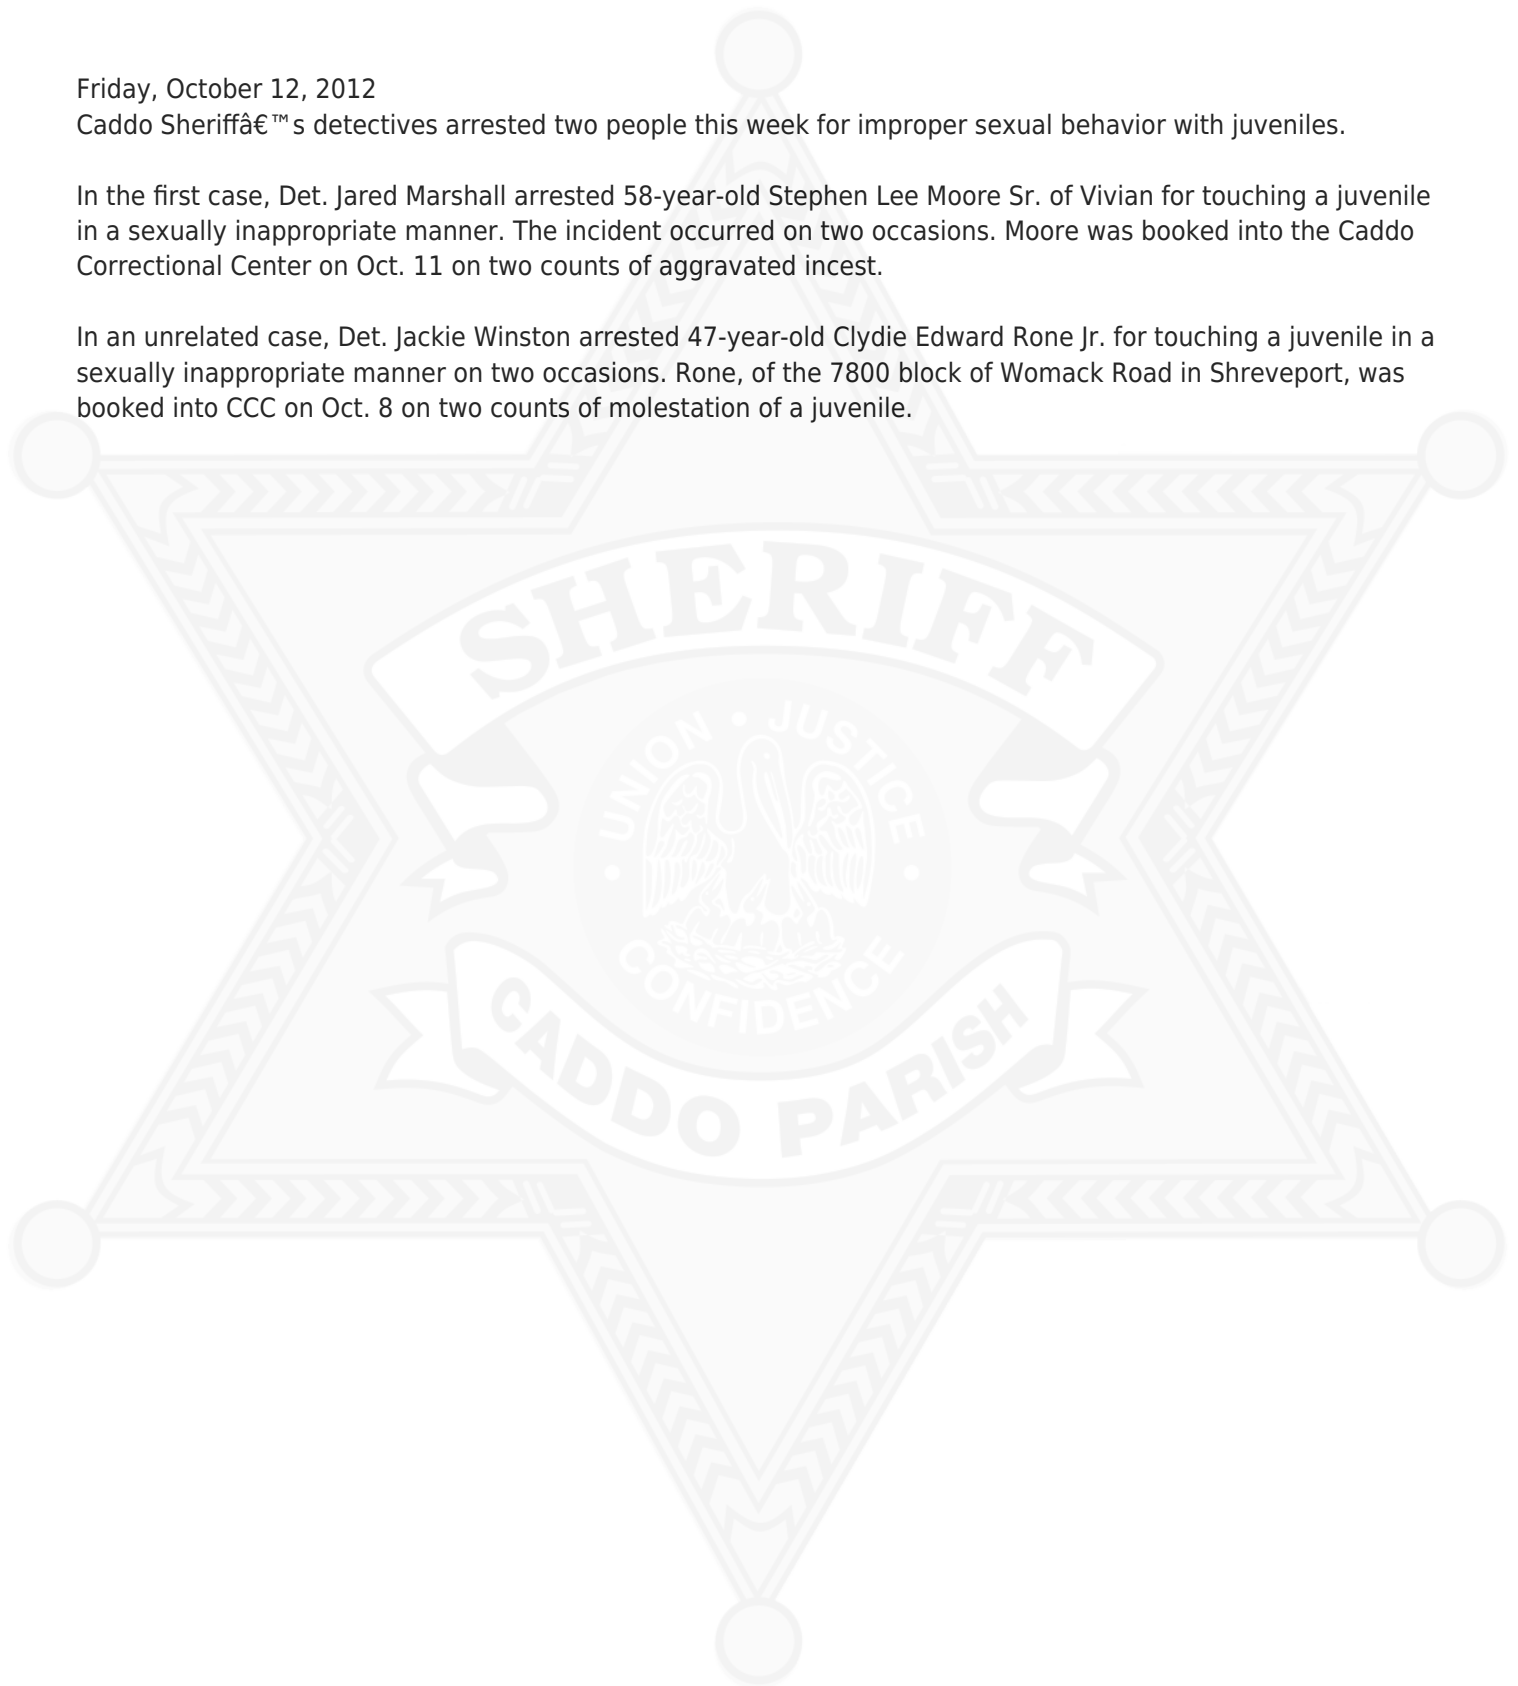 Friday, October 12, 2012
Caddo Sheriffâ€™s detectives arrested two people this week for improper sexual behavior with juveniles.
In the first case, Det. Jared Marshall arrested 58-year-old Stephen Lee Moore Sr. of Vivian for touching a juvenile
in a sexually inappropriate manner. The incident occurred on two occasions. Moore was booked into the Caddo
Correctional Center on Oct. 11 on two counts of aggravated incest.
In an unrelated case, Det. Jackie Winston arrested 47-year-old Clydie Edward Rone Jr. for touching a juvenile in a
sexually inappropriate manner on two occasions. Rone, of the 7800 block of Womack Road in Shreveport, was
booked into CCC on Oct. 8 on two counts of molestation of a juvenile.
SHERIFF
UNION • JUSTICE
• CONFIDENCE •
CADDO PARISH